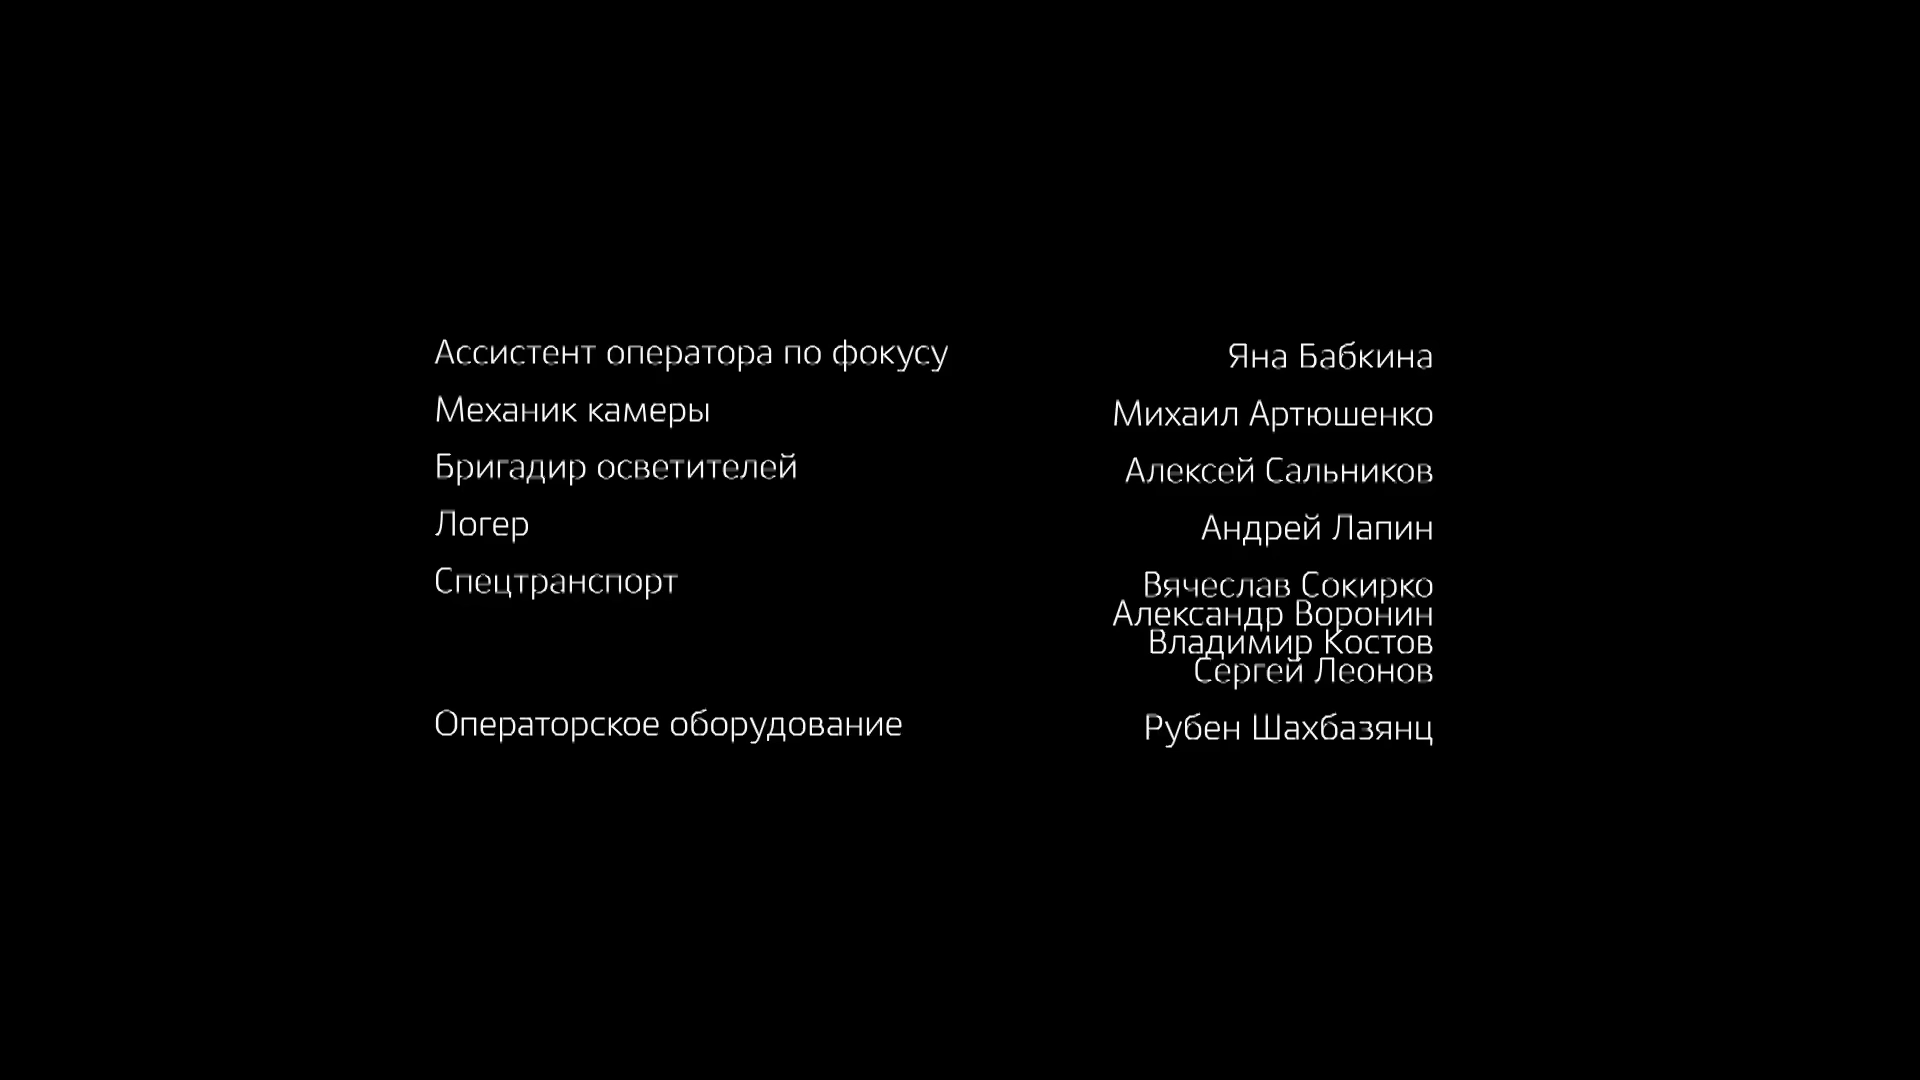 Ассистент оператора по фокусу Яна Бабкина
Механик камеры Михаил Артюшенко
Бригадир осветителей Алексей Сальников
Логер Андрей Лапин
Спецтранспорт Вячеслав Сокирко
Александр Воронин
Владимир Костов
Сергей Леонов
Операторское оборудование Рубен Шахбазянц